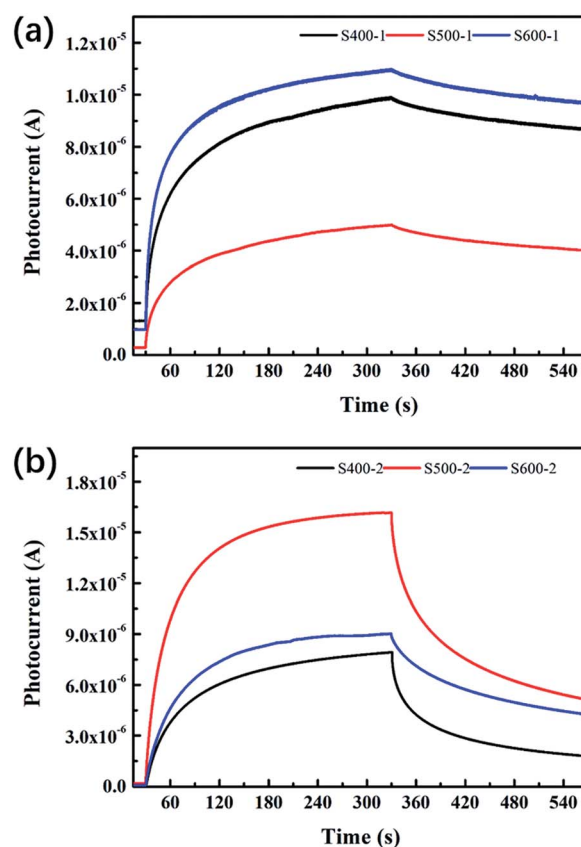 (a)
S400-1 S500-1 S600-1
1.2x10⁻⁵
1.0x10⁻⁵
8.0x10⁻⁶
6.0x10⁻⁶
4.0x10⁻⁶
2.0x10⁻⁶
0.0
Photocurrent (A)
60 120 180 240 300 360 420 480 540
Time (s)
(b)
S400-2 S500-2 S600-2
1.8x10⁻⁵
1.5x10⁻⁵
1.2x10⁻⁵
9.0x10⁻⁶
6.0x10⁻⁶
3.0x10⁻⁶
0.0
Photocurrent (A)
60 120 180 240 300 360 420 480 540
Time (s)